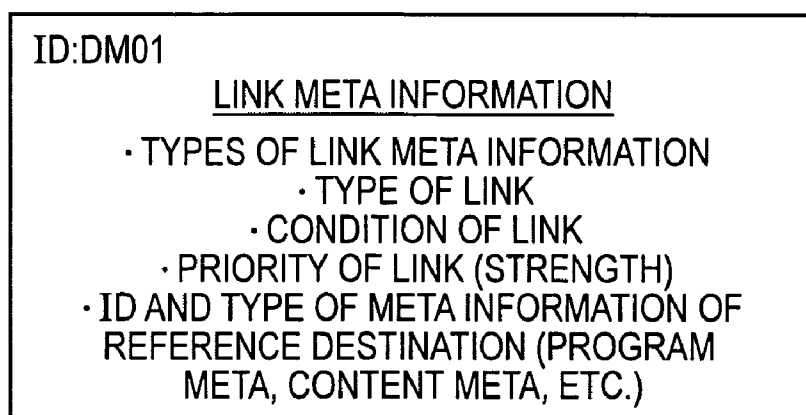 ID:DM01
LINK META INFORMATION
· TYPES OF LINK META INFORMATION
· TYPE OF LINK
· CONDITION OF LINK
· PRIORITY OF LINK (STRENGTH)
· ID AND TYPE OF META INFORMATION OF
REFERENCE DESTINATION (PROGRAM
META, CONTENT META, ETC.)